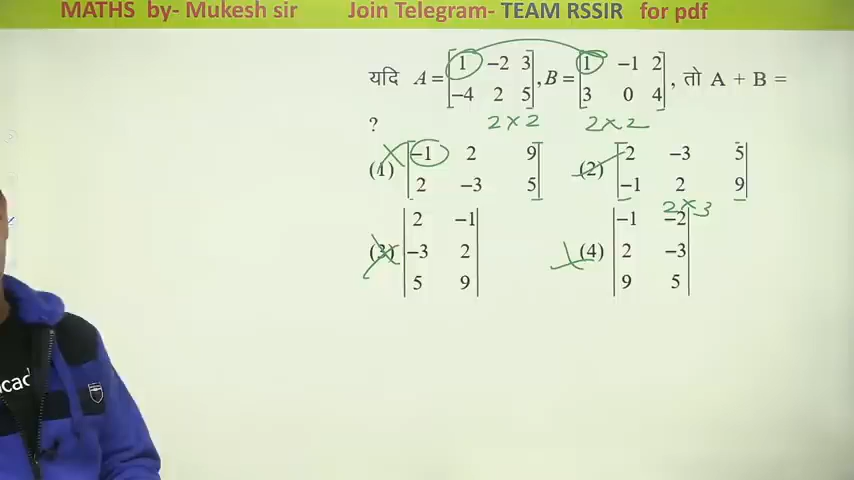 MATHS by- Mukesh sir Join Telegram- TEAM RSSIR for pdf
यदि A = [1 −2 3 / −4 2 5], B = [1 −1 2 / 3 0 4], तो A + B =
?
2 × 2 2 × 2
(1) [−1 2 9 / 2 −3 5] (2) [2 −3 5 / −1 2 9]
2 × 3
(3) |2 −1 / −3 2 / 5 9| (4) |−1 −2 / 2 −3 / 9 5|